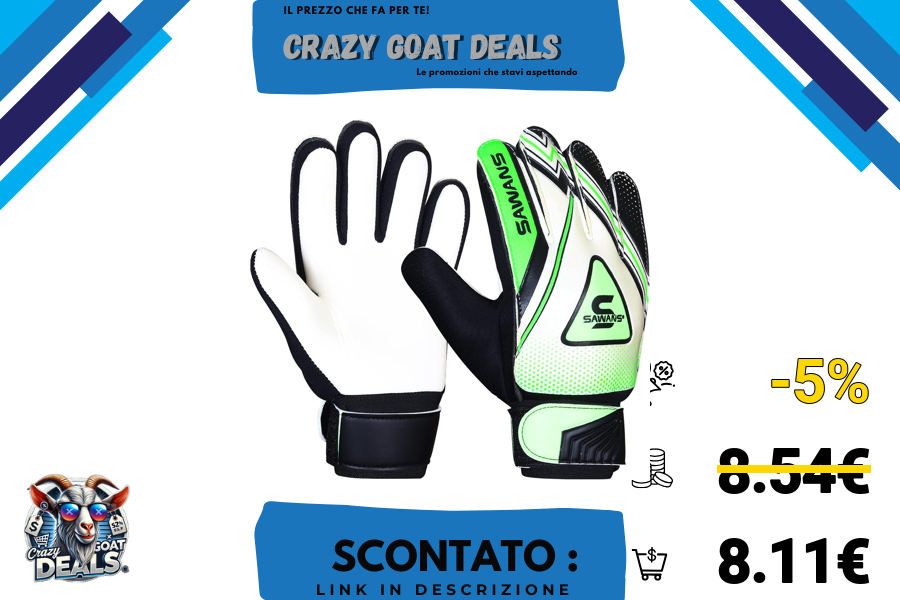 IL PREZZO CHE FA PER TE!
CRAZY GOAT DEALS
Le promozioni che stavi aspettando
SAWANS
S
SAWANS
-5%
8.54€
8.11€
$
Crazy
GOAT
DEALS
SCONTATO :
LINK IN DESCRIZIONE